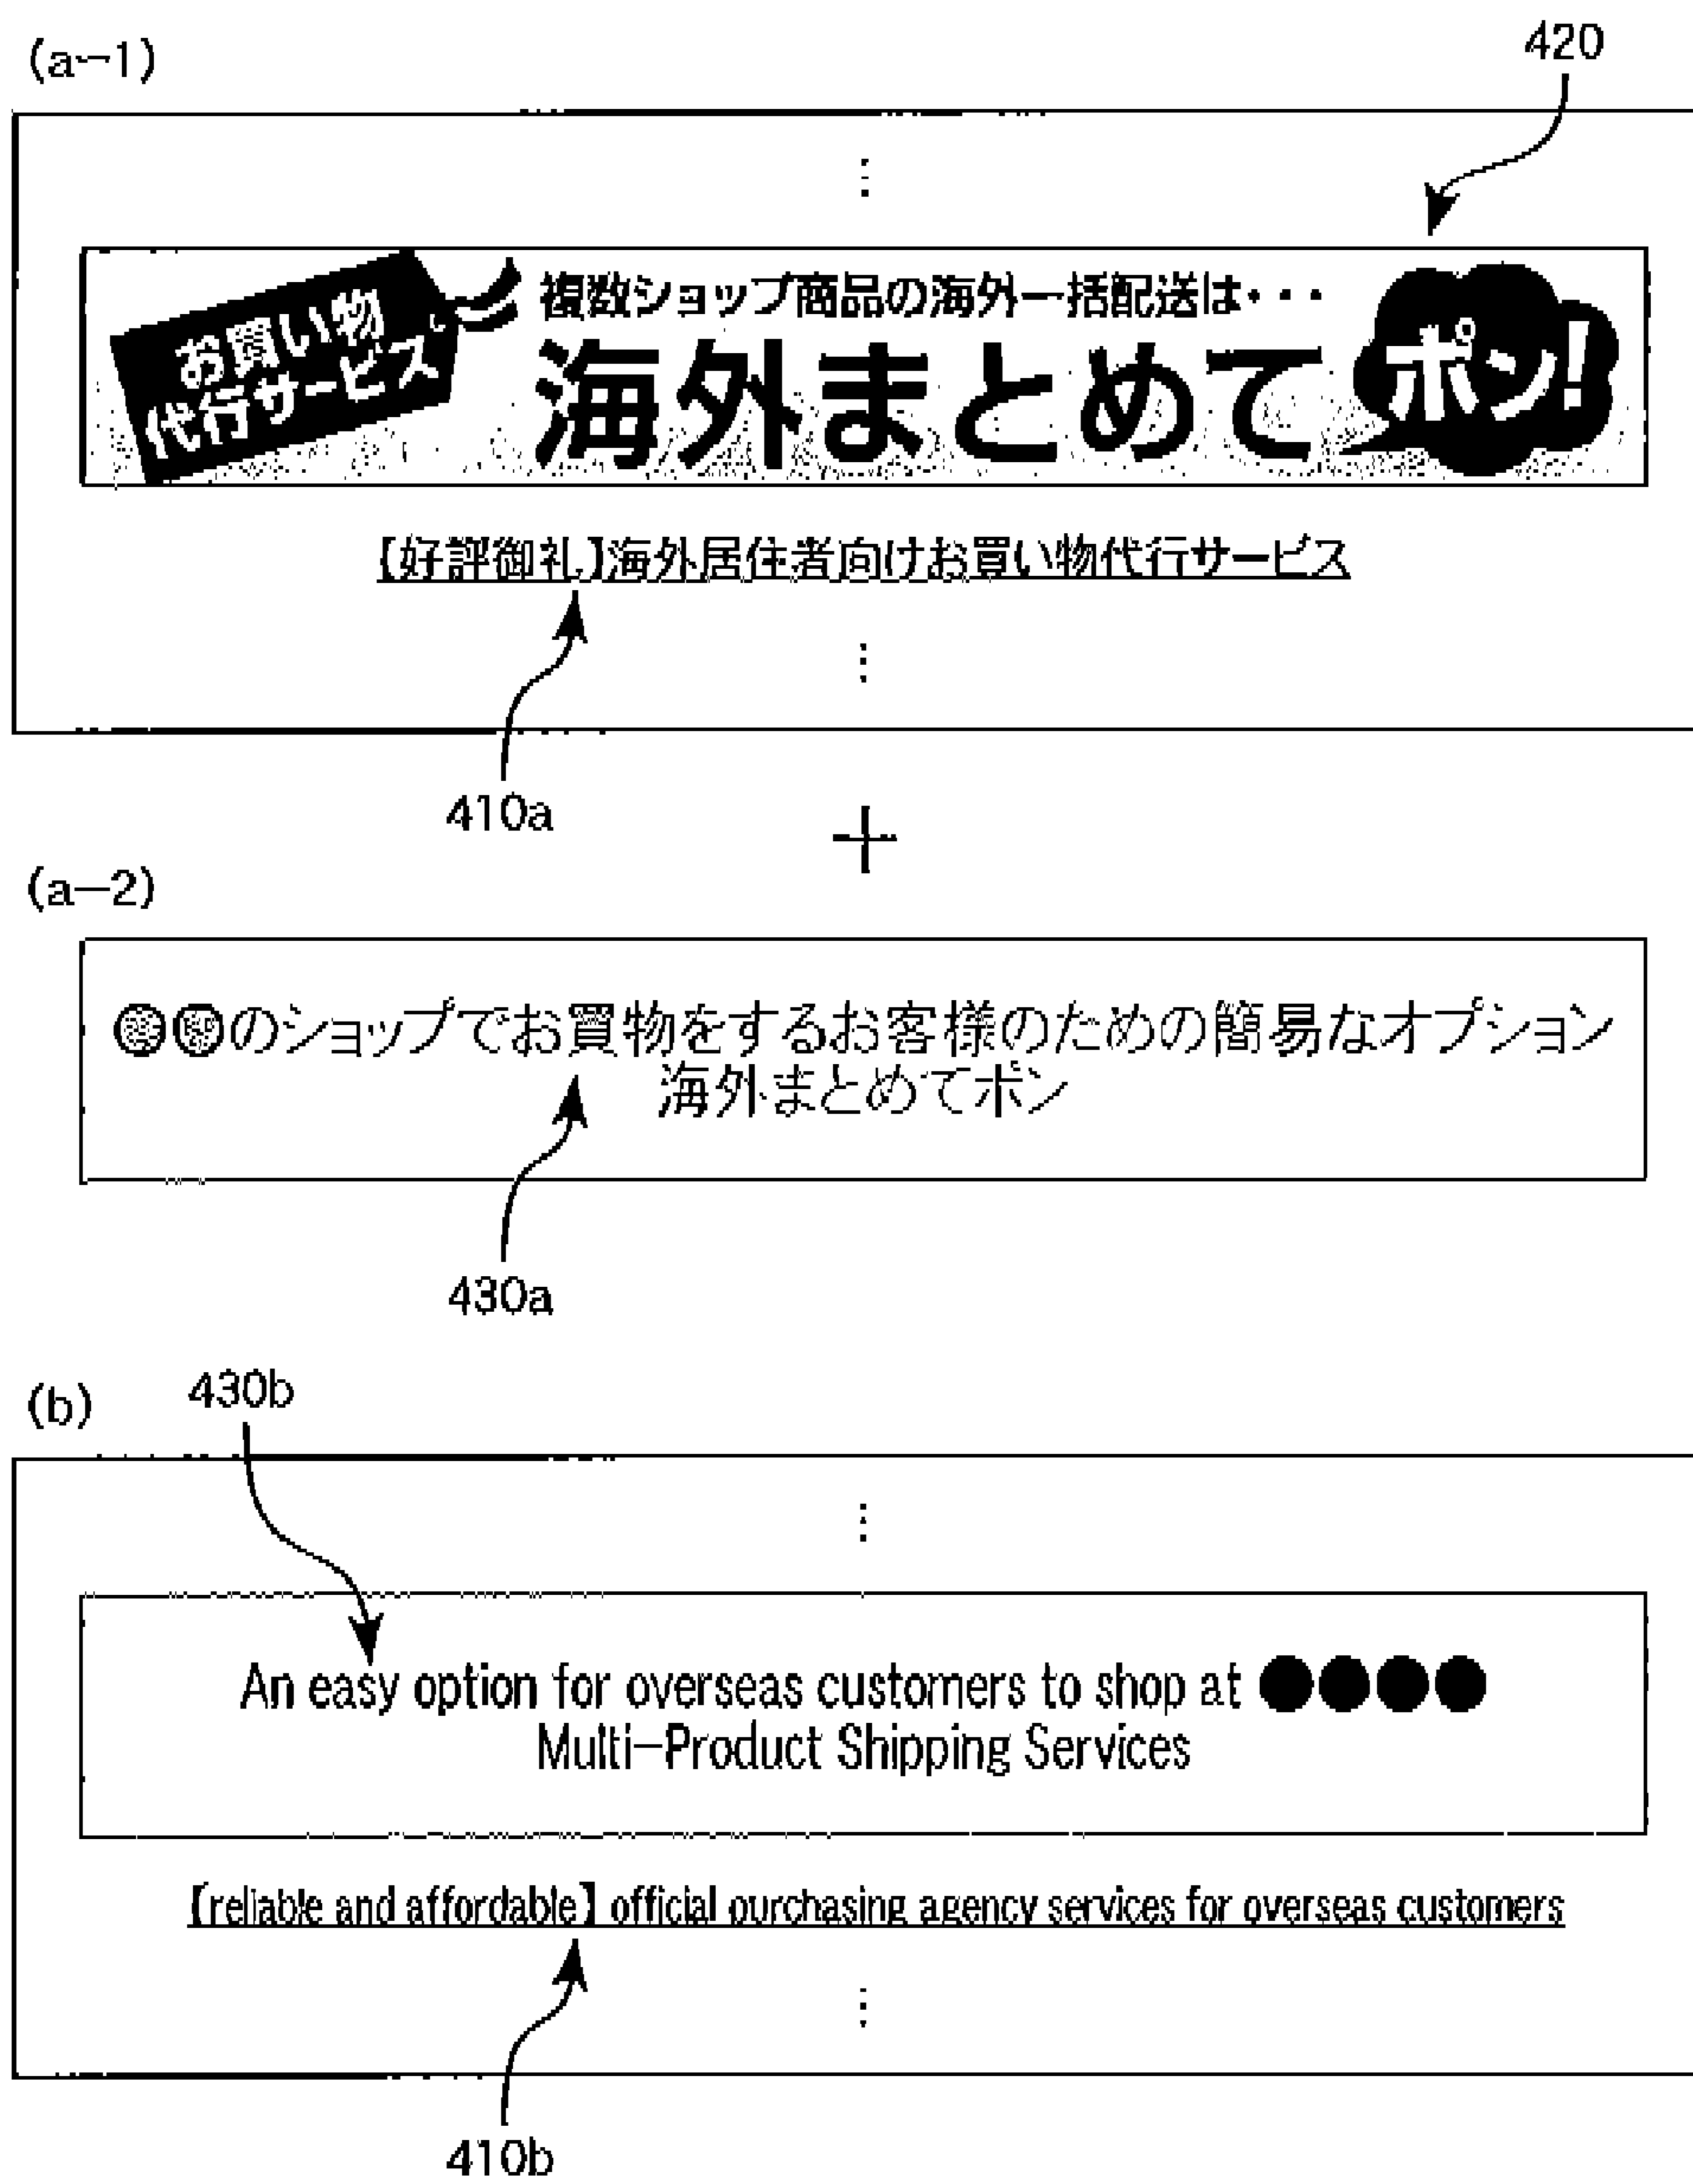 (a-1)
420
お買い物
代行サービス
複数ショップ商品の海外一括配送は・・・
海外まとめて
ポン!
【好評御礼】海外居住者向けお買い物代行サービス
410a
+
(a-2)
●●のショップでお買物をするお客様のための簡易なオプション
海外まとめてポン
430a
(b)
430b
An easy option for overseas customers to shop at ●●●●
Multi-Product Shipping Services
【reliable and affordable】 official purchasing agency services for overseas customers
410b